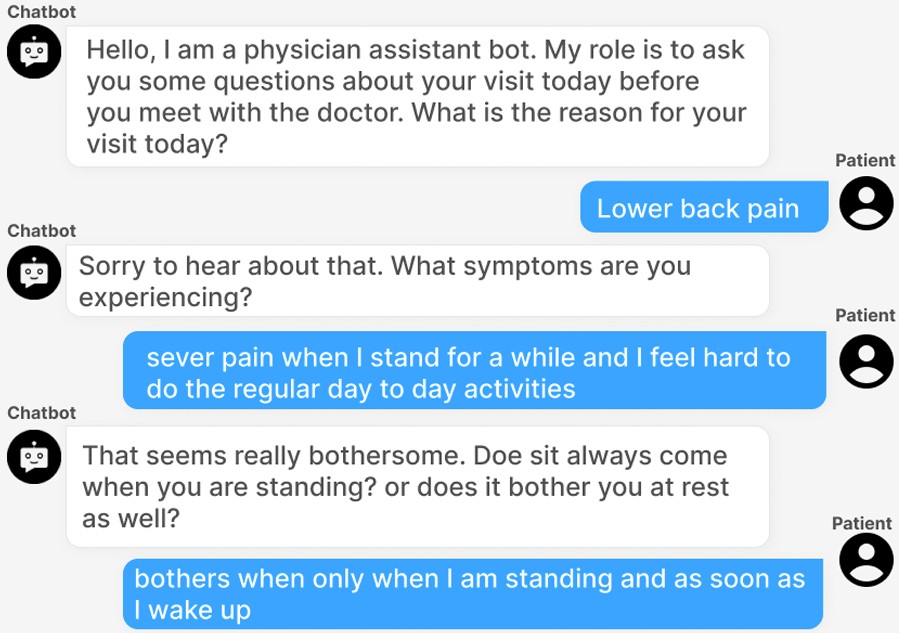 Chatbot
Hello, I am a physician assistant bot. My role is to ask
you some questions about your visit today before
you meet with the doctor. What is the reason for your
visit today?
Patient
Lower back pain
Chatbot
Sorry to hear about that. What symptoms are you
experiencing?
Patient
sever pain when I stand for a while and I feel hard to
do the regular day to day activities
Chatbot
That seems really bothersome. Doe sit always come
when you are standing? or does it bother you at rest
as well?
Patient
bothers when only when I am standing and as soon as
I wake up